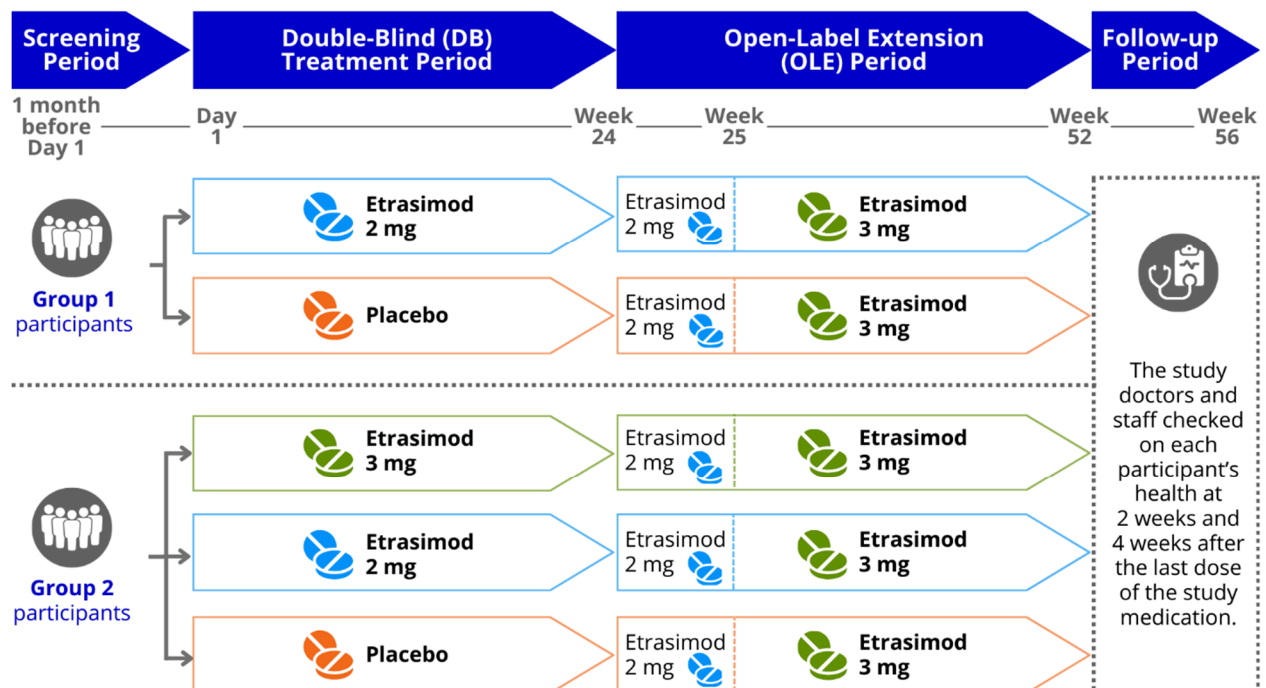 Screening
Period
Double-Blind (DB)
Treatment Period
Open-Label Extension
(OLE) Period
Follow-up
Period
1 month
before
Day 1
Day
1
Week
24
Week
25
Week
52
Week
56
Group 1
participants
Etrasimod
2 mg
Etrasimod
2 mg
Etrasimod
3 mg
Placebo
Etrasimod
2 mg
Etrasimod
3 mg
Group 2
participants
Etrasimod
3 mg
Etrasimod
2 mg
Etrasimod
3 mg
Etrasimod
2 mg
Etrasimod
2 mg
Etrasimod
3 mg
Placebo
Etrasimod
2 mg
Etrasimod
3 mg
The study
doctors and
staff checked
on each
participant's
health at
2 weeks and
4 weeks after
the last dose
of the study
medication.